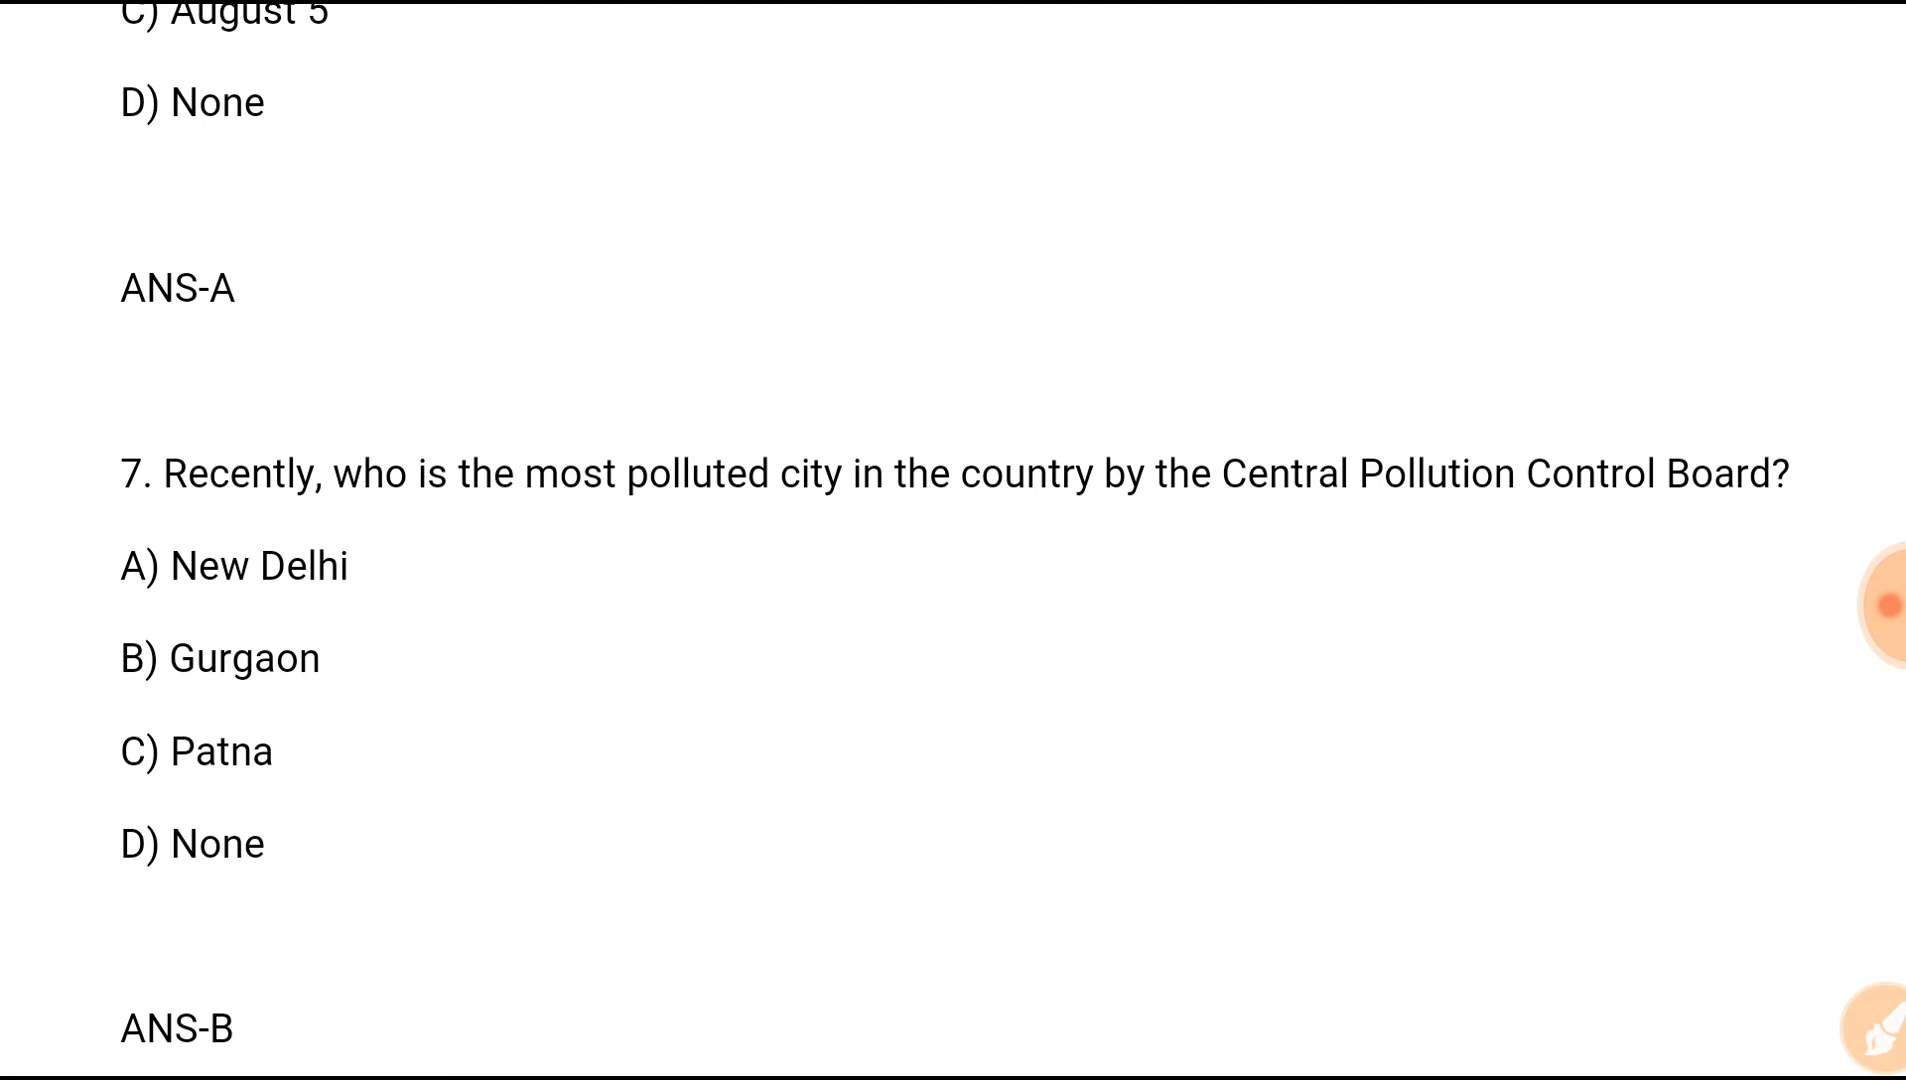 C) August 5
D) None
ANS-A
7. Recently, who is the most polluted city in the country by the Central Pollution Control Board?
A) New Delhi
B) Gurgaon
C) Patna
D) None
ANS-B